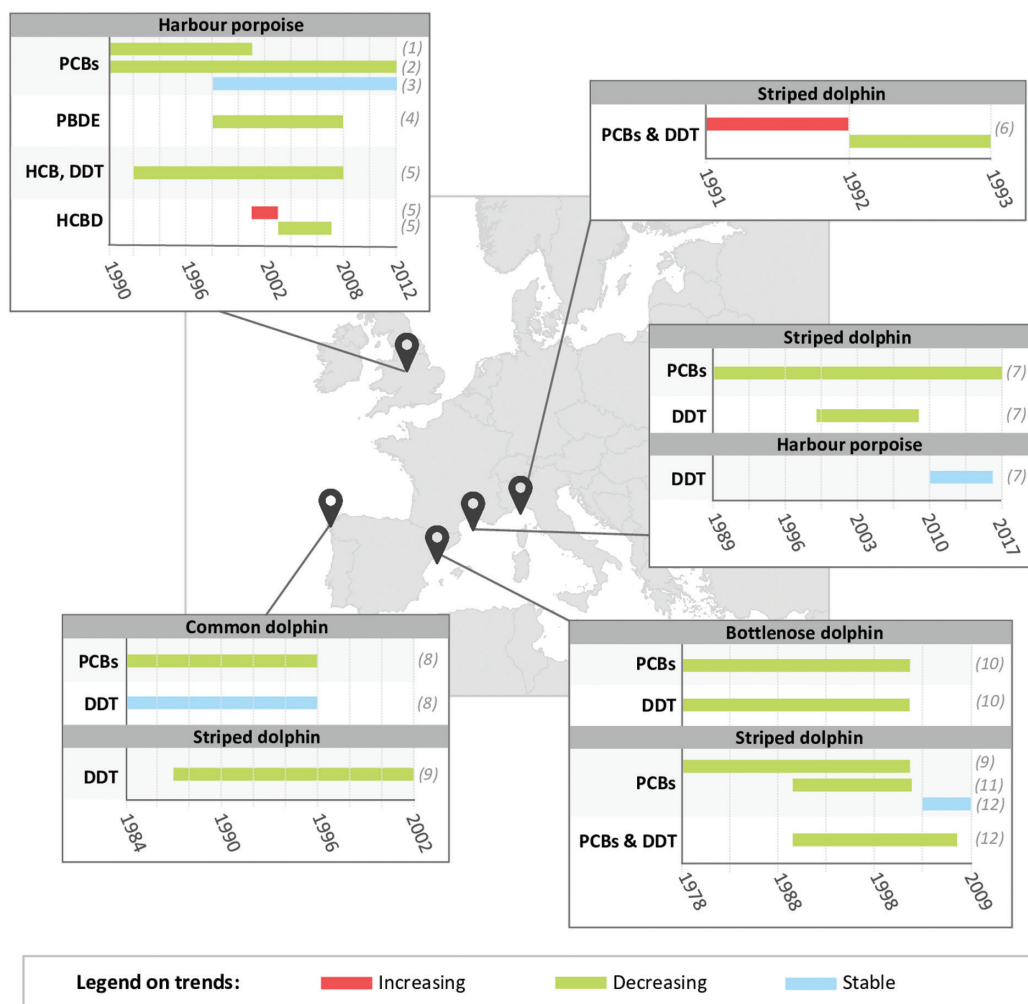 Harbour porpoise
PCBs
(1)
(2)
(3)
PBDE
(4)
HCB, DDT
(5)
HCBD
(5)
(5)
1990
1996
2002
2008
2012
Striped dolphin
PCBs & DDT
(6)
1991
1992
1993
Striped dolphin
PCBs
(7)
DDT
(7)
Harbour porpoise
DDT
(7)
1989
1996
2003
2010
2017
Common dolphin
PCBs
(8)
DDT
(8)
Striped dolphin
DDT
(9)
1984
1990
1996
2002
Bottlenose dolphin
PCBs
(10)
DDT
(10)
Striped dolphin
PCBs
(9)
(11)
(12)
PCBs & DDT
(12)
1978
1988
1998
2009
Legend on trends: Increasing Decreasing Stable